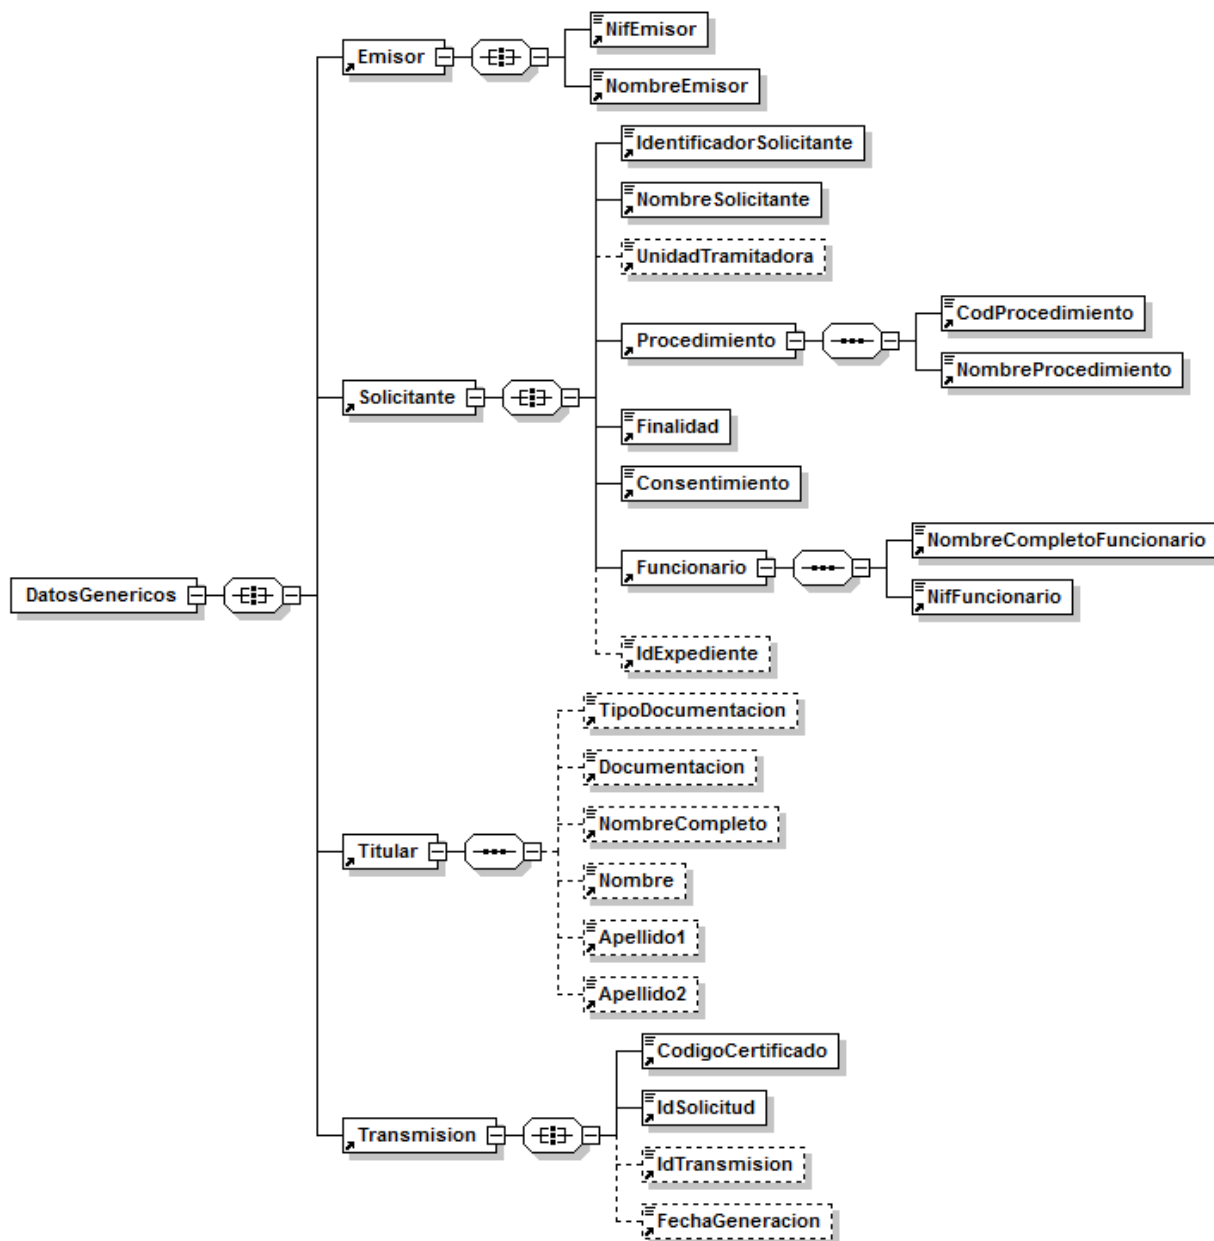 NifEmisor
Emisor
NombreEmisor
IdentificadorSolicitante
NombreSolicitante
UnidadTramitadora
CodProcedimiento
Procedimiento
NombreProcedimiento
Solicitante
Finalidad
Consentimiento
NombreCompletoFuncionario
Funcionario
NifFuncionario
DatosGenericos
IdExpediente
TipoDocumentacion
Documentacion
NombreCompleto
Titular
Nombre
Apellido1
Apellido2
CodigoCertificado
IdSolicitud
Transmision
IdTransmision
FechaGeneracion